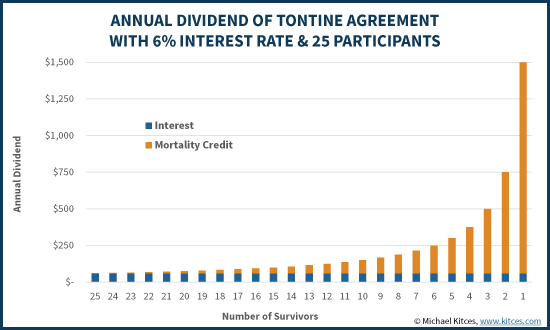 ANNUAL DIVIDEND OF TONTINE AGREEMENT
WITH 6% INTEREST RATE & 25 PARTICIPANTS
$1,500
$1,250
$1,000
$750
$500
$250
$-
Annual Dividend
Interest
Mortality Credit
25 24 23 22 21 20 19 18 17 16 15 14 13 12 11 10 9 8 7 6 5 4 3 2 1
Number of Survivors
© Michael Kitces, www.kitces.com